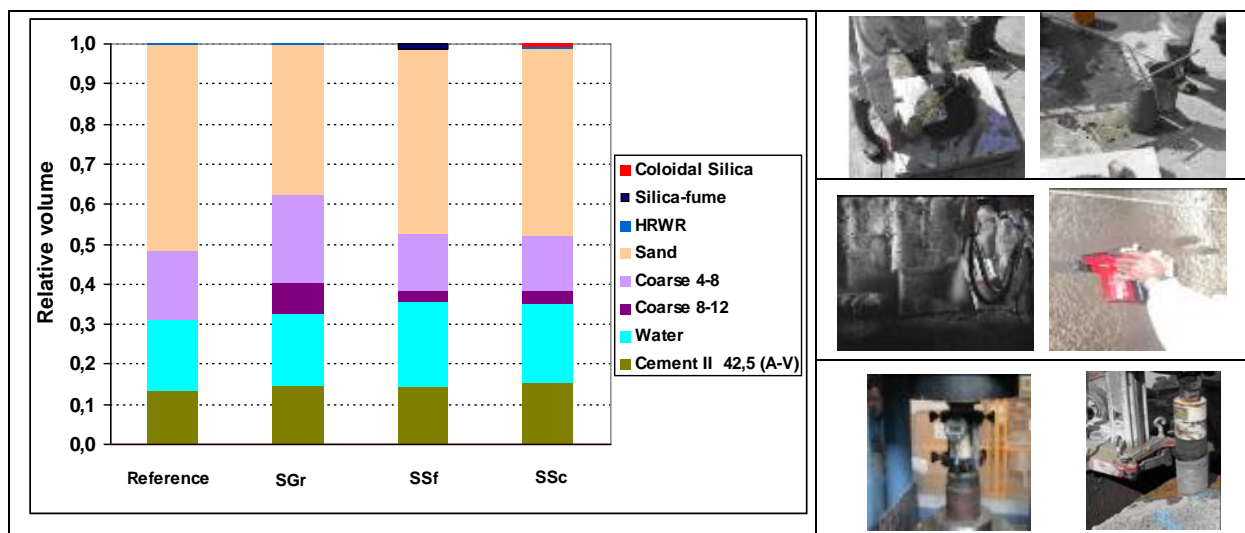 Relative volume
1,0
0,9
0,8
0,7
0,6
0,5
0,4
0,3
0,2
0,1
0,0
Reference
SGr
SSf
SSc
Coloidal Silica
Silica-fume
HRWR
Sand
Coarse 4-8
Coarse 8-12
Water
Cement II 42,5 (A-V)